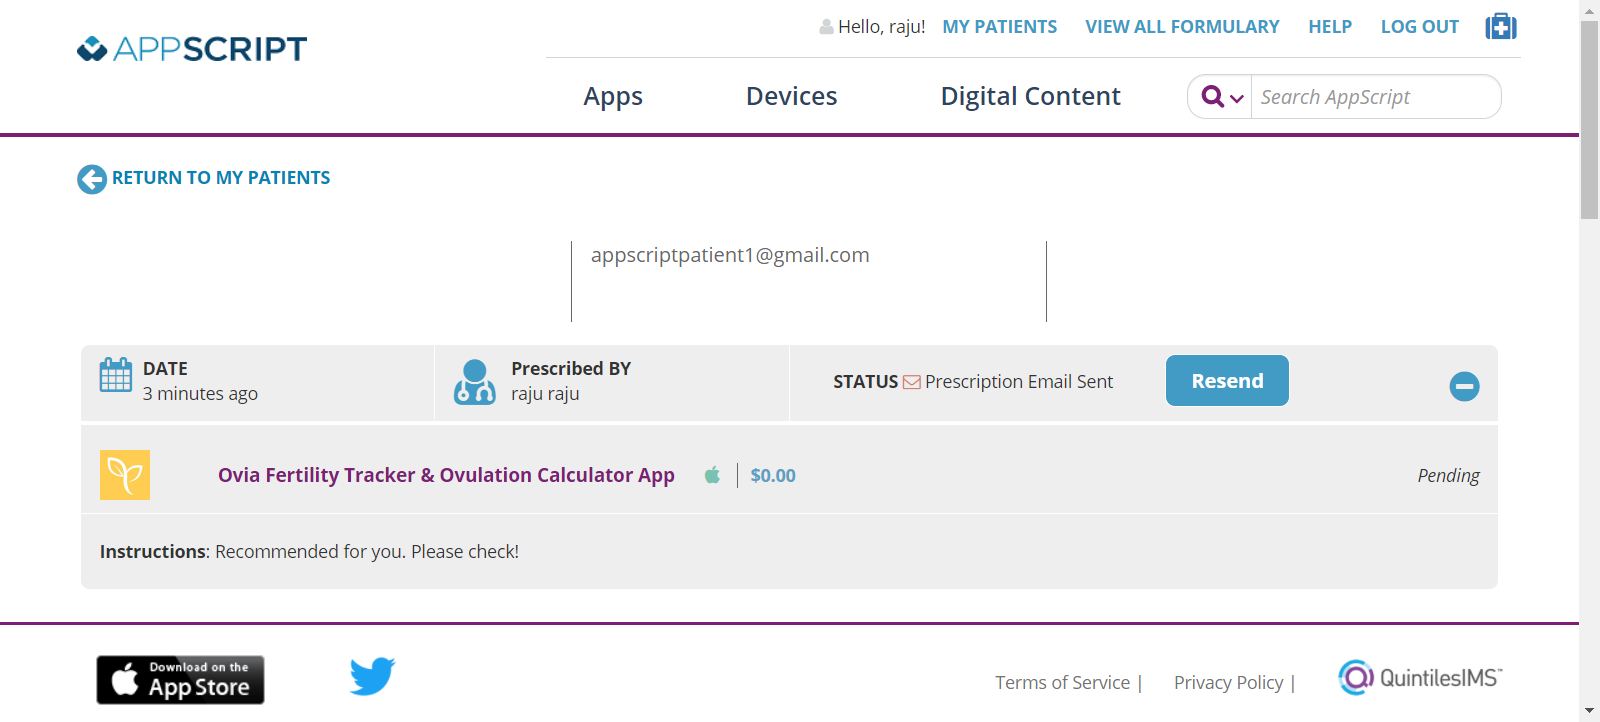 Hello, raju! MY PATIENTS VIEW ALL FORMULARY HELP LOG OUT
APPSCRIPT
Apps Devices Digital Content Search AppScript
RETURN TO MY PATIENTS
appscriptpatient1@gmail.com
DATE
3 minutes ago
Prescribed BY
raju raju
STATUS Prescription Email Sent
Resend
Ovia Fertility Tracker & Ovulation Calculator App $0.00 Pending
Instructions: Recommended for you. Please check!
Download on the
App Store
Terms of Service | Privacy Policy |
QuintilesIMS™